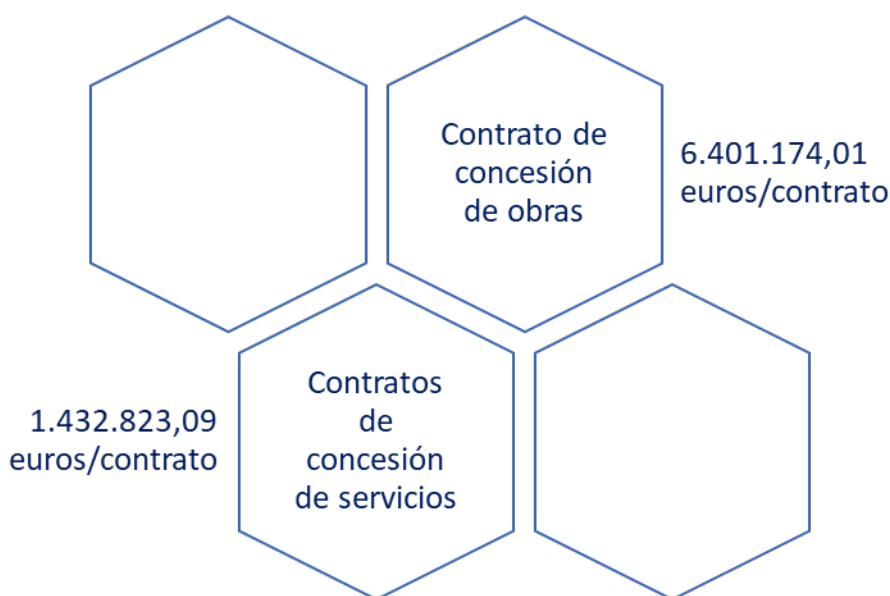 Contrato de
concesión
de obras
6.401.174,01
euros/contrato
1.432.823,09
euros/contrato
Contratos
de
concesión
de servicios